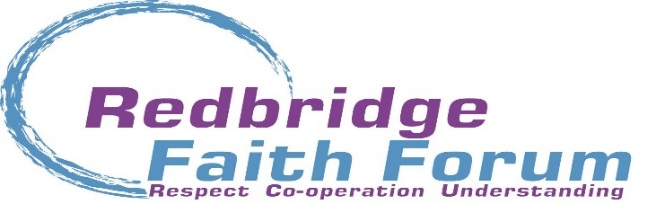 Redbridge
Faith Forum
Respect Co-operation Understanding